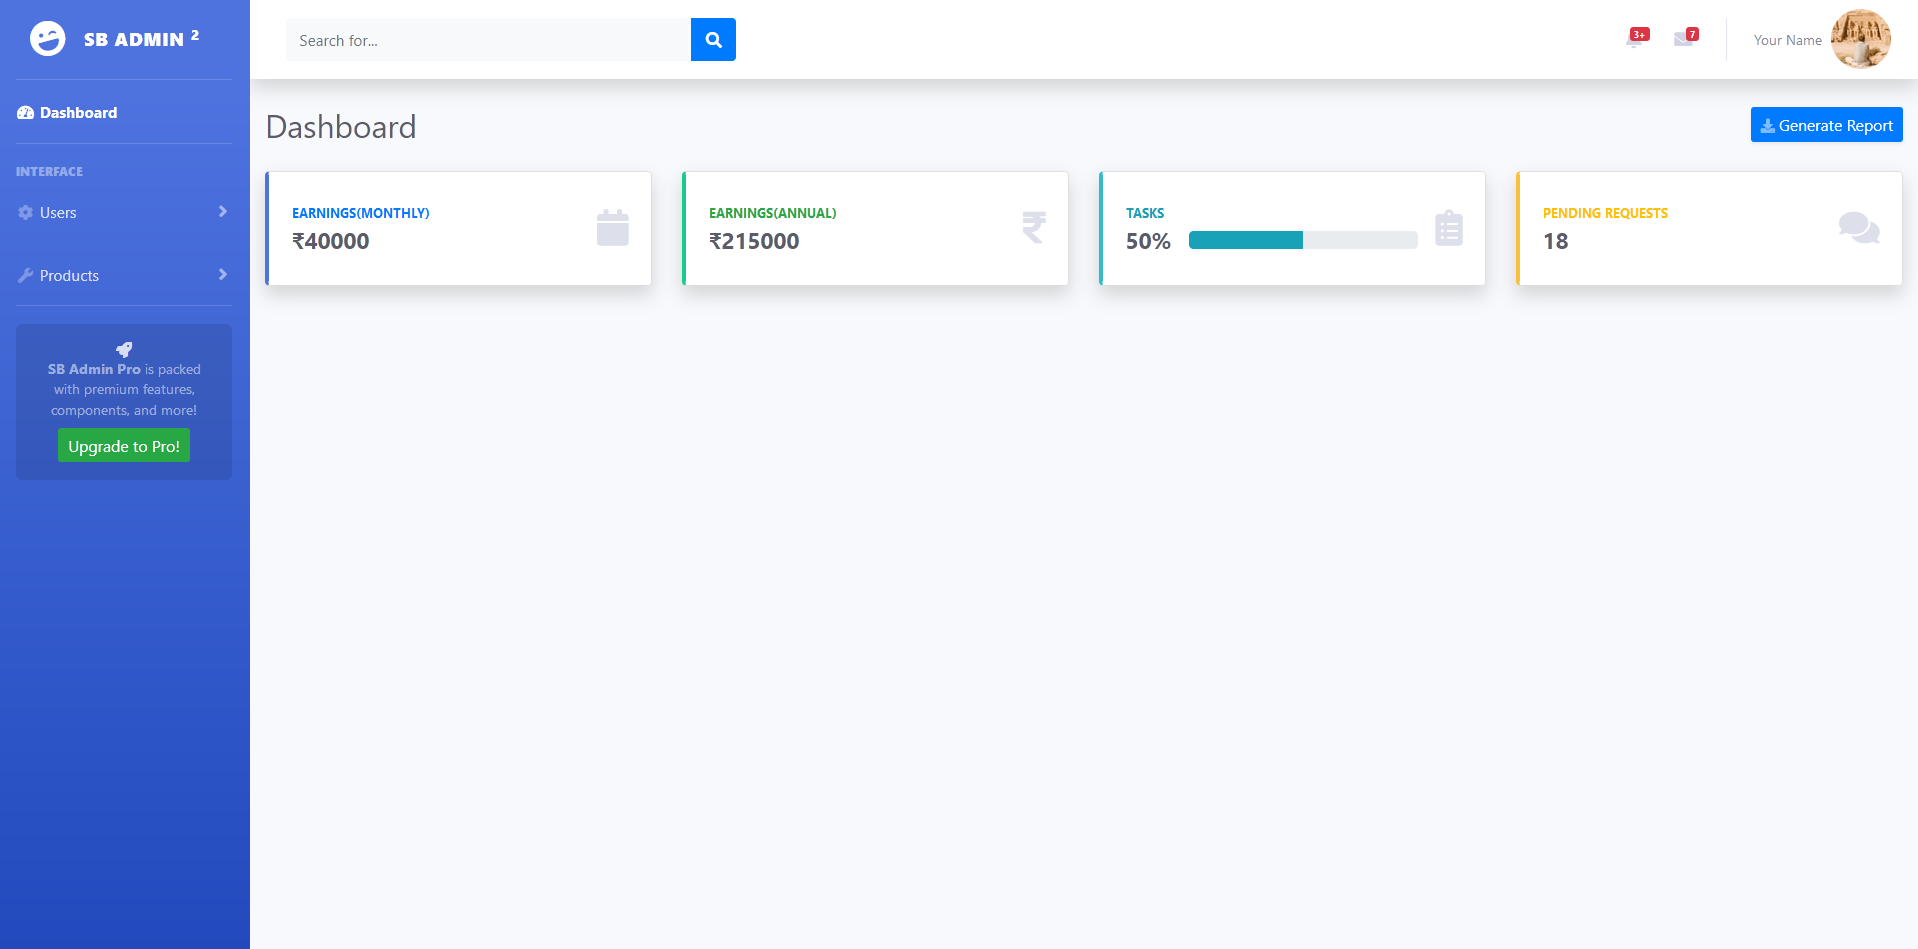 SB ADMIN 2
Dashboard
INTERFACE
Users
Products
SB Admin Pro is packed
with premium features,
components, and more!
Upgrade to Pro!
Search for...
3+
7
Your Name
Dashboard
Generate Report
EARNINGS(MONTHLY)
₹40000
EARNINGS(ANNUAL)
₹215000
TASKS
50%
PENDING REQUESTS
18